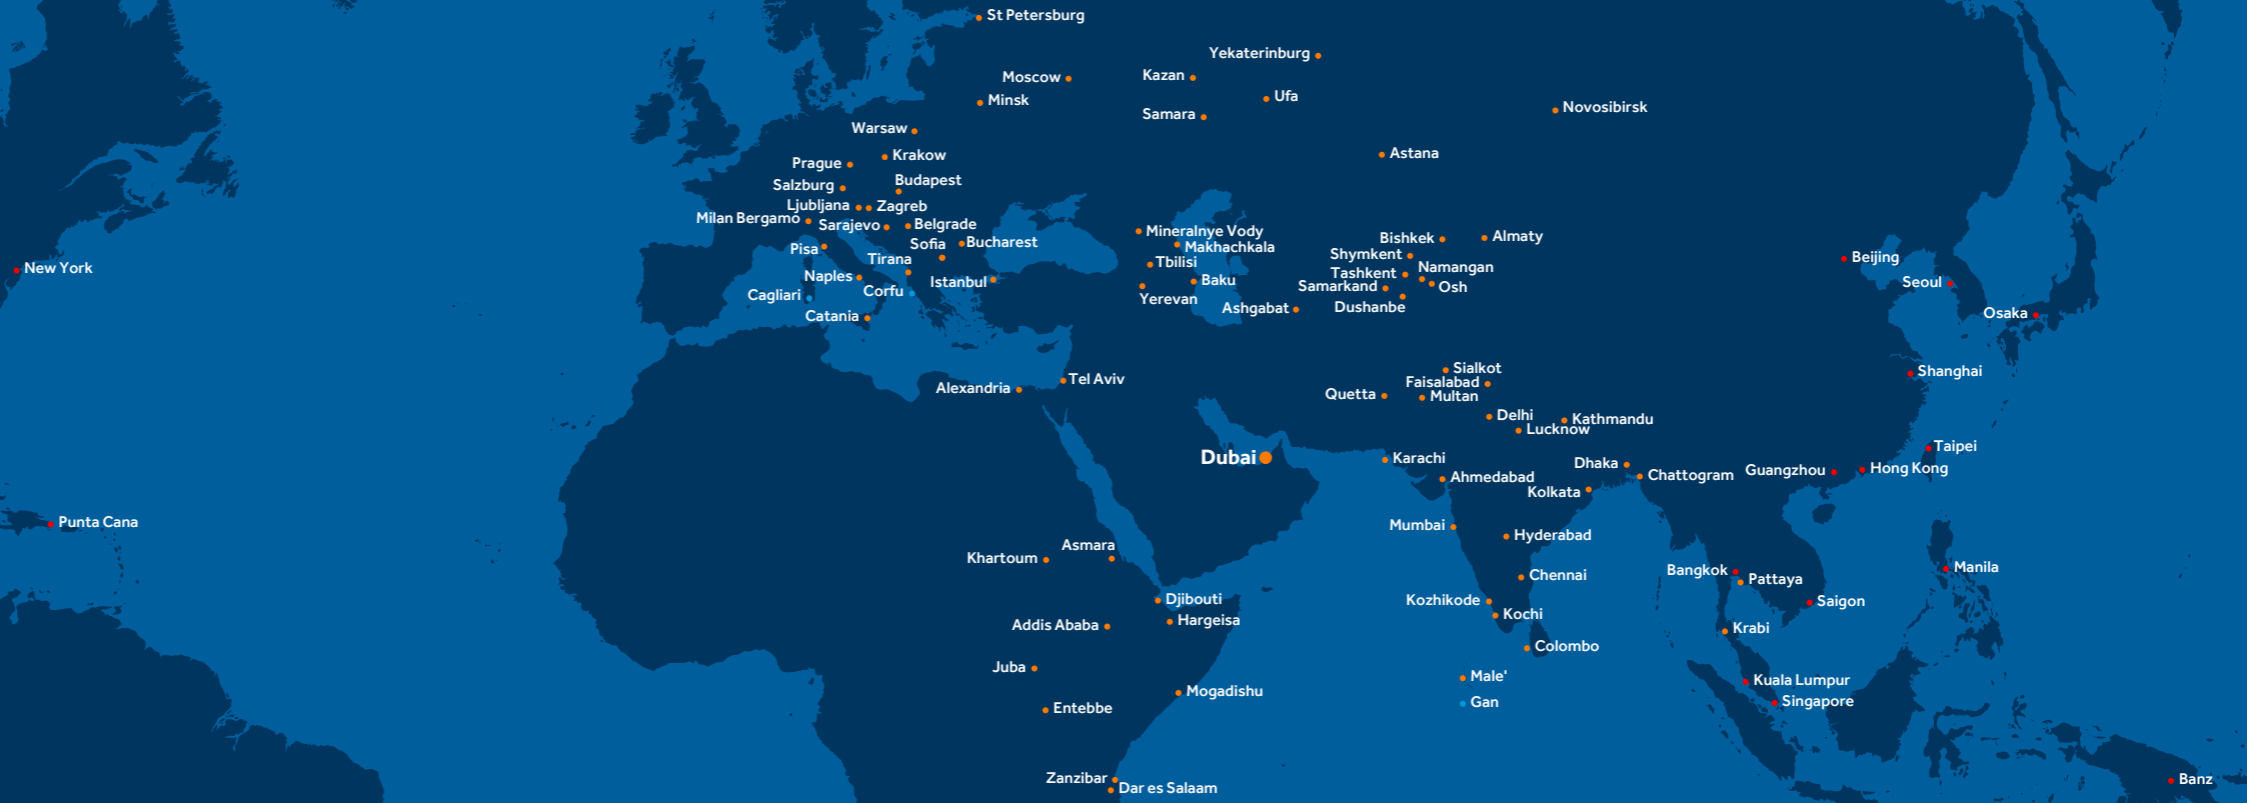 St Petersburg
Yekaterinburg
Moscow
Kazan
Minsk
Ufa
Samara
Novosibirsk
Warsaw
Krakow
Astana
Prague
Salzburg
Budapest
Ljubljana
Zagreb
Milan Bergamo
Sarajevo
Belgrade
Mineralnye Vody
Bishkek
Almaty
Pisa
Sofia
Bucharest
Makhachkala
Shymkent
Beijing
Tirana
Tbilisi
Tashkent
Namangan
New York
Naples
Istanbul
Baku
Samarkand
Osh
Seoul
Cagliari
Corfu
Yerevan
Ashgabat
Dushanbe
Catania
Osaka
Sialkot
Shanghai
Alexandria
Tel Aviv
Faisalabad
Quetta
Multan
Delhi
Kathmandu
Lucknow
Taipei
Dubai
Karachi
Dhaka
Guangzhou
Hong Kong
Ahmedabad
Chattogram
Kolkata
Punta Cana
Mumbai
Hyderabad
Khartoum
Asmara
Chennai
Bangkok
Pattaya
Manila
Djibouti
Kozhikode
Saigon
Addis Ababa
Hargeisa
Kochi
Krabi
Colombo
Juba
Male'
Kuala Lumpur
Mogadishu
Gan
Singapore
Entebbe
Zanzibar
Dar es Salaam
Banz